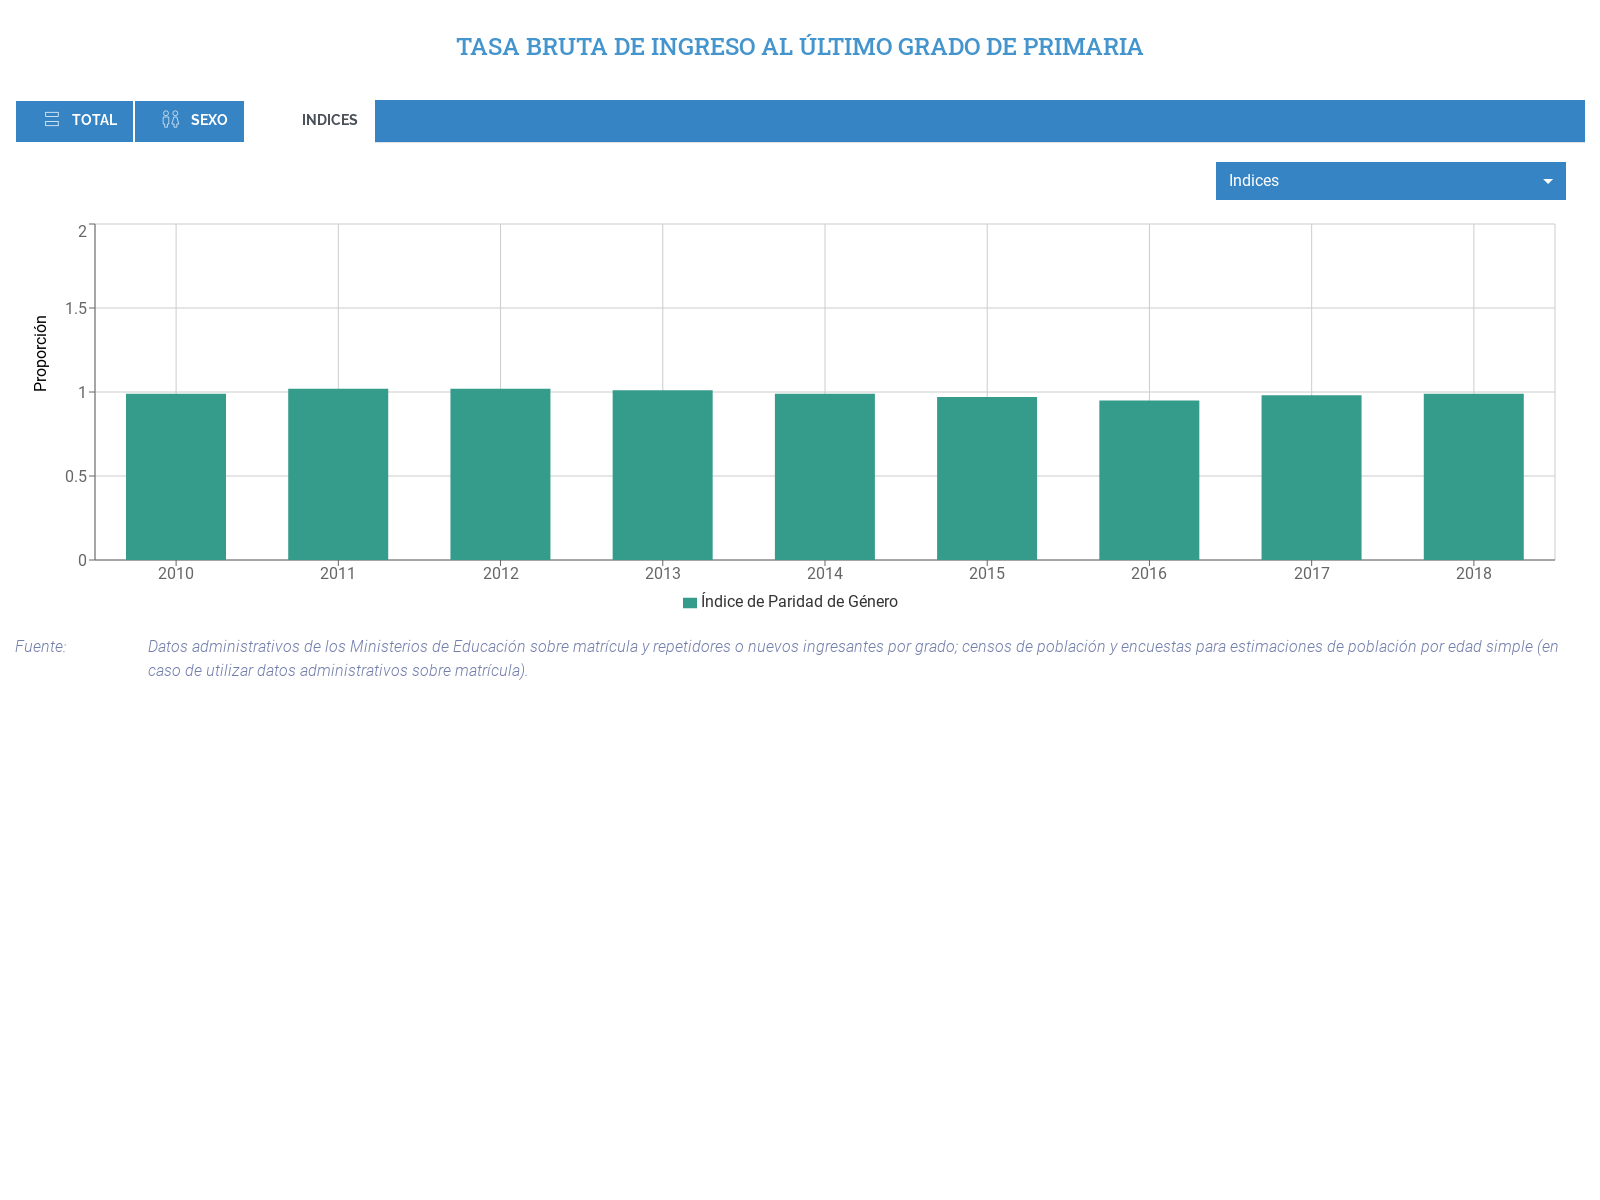 TASA BRUTA DE INGRESO AL ÚLTIMO GRADO DE PRIMARIA
TOTAL SEXO INDICES
Indices
2
1.5
1
0.5
0
Proporción
2010 2011 2012 2013 2014 2015 2016 2017 2018
Índice de Paridad de Género
Fuente: Datos administrativos de los Ministerios de Educación sobre matrícula y repetidores o nuevos ingresantes por grado; censos de población y encuestas para estimaciones de población por edad simple (en
caso de utilizar datos administrativos sobre matrícula).